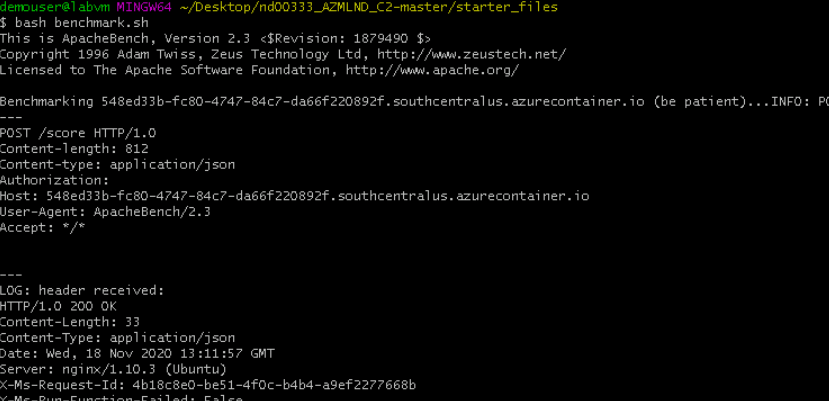 demouser@labvm MINGW64 ~/Desktop/nd00333_AZMLND_C2-master/starter_files
$ bash benchmark.sh
This is ApacheBench, Version 2.3 <$Revision: 1879490 $>
Copyright 1996 Adam Twiss, Zeus Technology Ltd, http://www.zeustech.net/
Licensed to The Apache Software Foundation, http://www.apache.org/
Benchmarking 548ed33b-fc80-4747-84c7-da66f220892f.southcentralus.azurecontainer.io (be patient)...INFO: PO
---
POST /score HTTP/1.0
Content-length: 812
Content-type: application/json
Authorization:
Host: 548ed33b-fc80-4747-84c7-da66f220892f.southcentralus.azurecontainer.io
User-Agent: ApacheBench/2.3
Accept: */*
---
LOG: header received:
HTTP/1.0 200 OK
Content-Length: 33
Content-Type: application/json
Date: Wed, 18 Nov 2020 13:11:57 GMT
Server: nginx/1.10.3 (Ubuntu)
X-Ms-Request-Id: 4b18c8e0-be51-4f0c-b4b4-a9ef2277668b
X-Ms-Run-Function-Failed: False